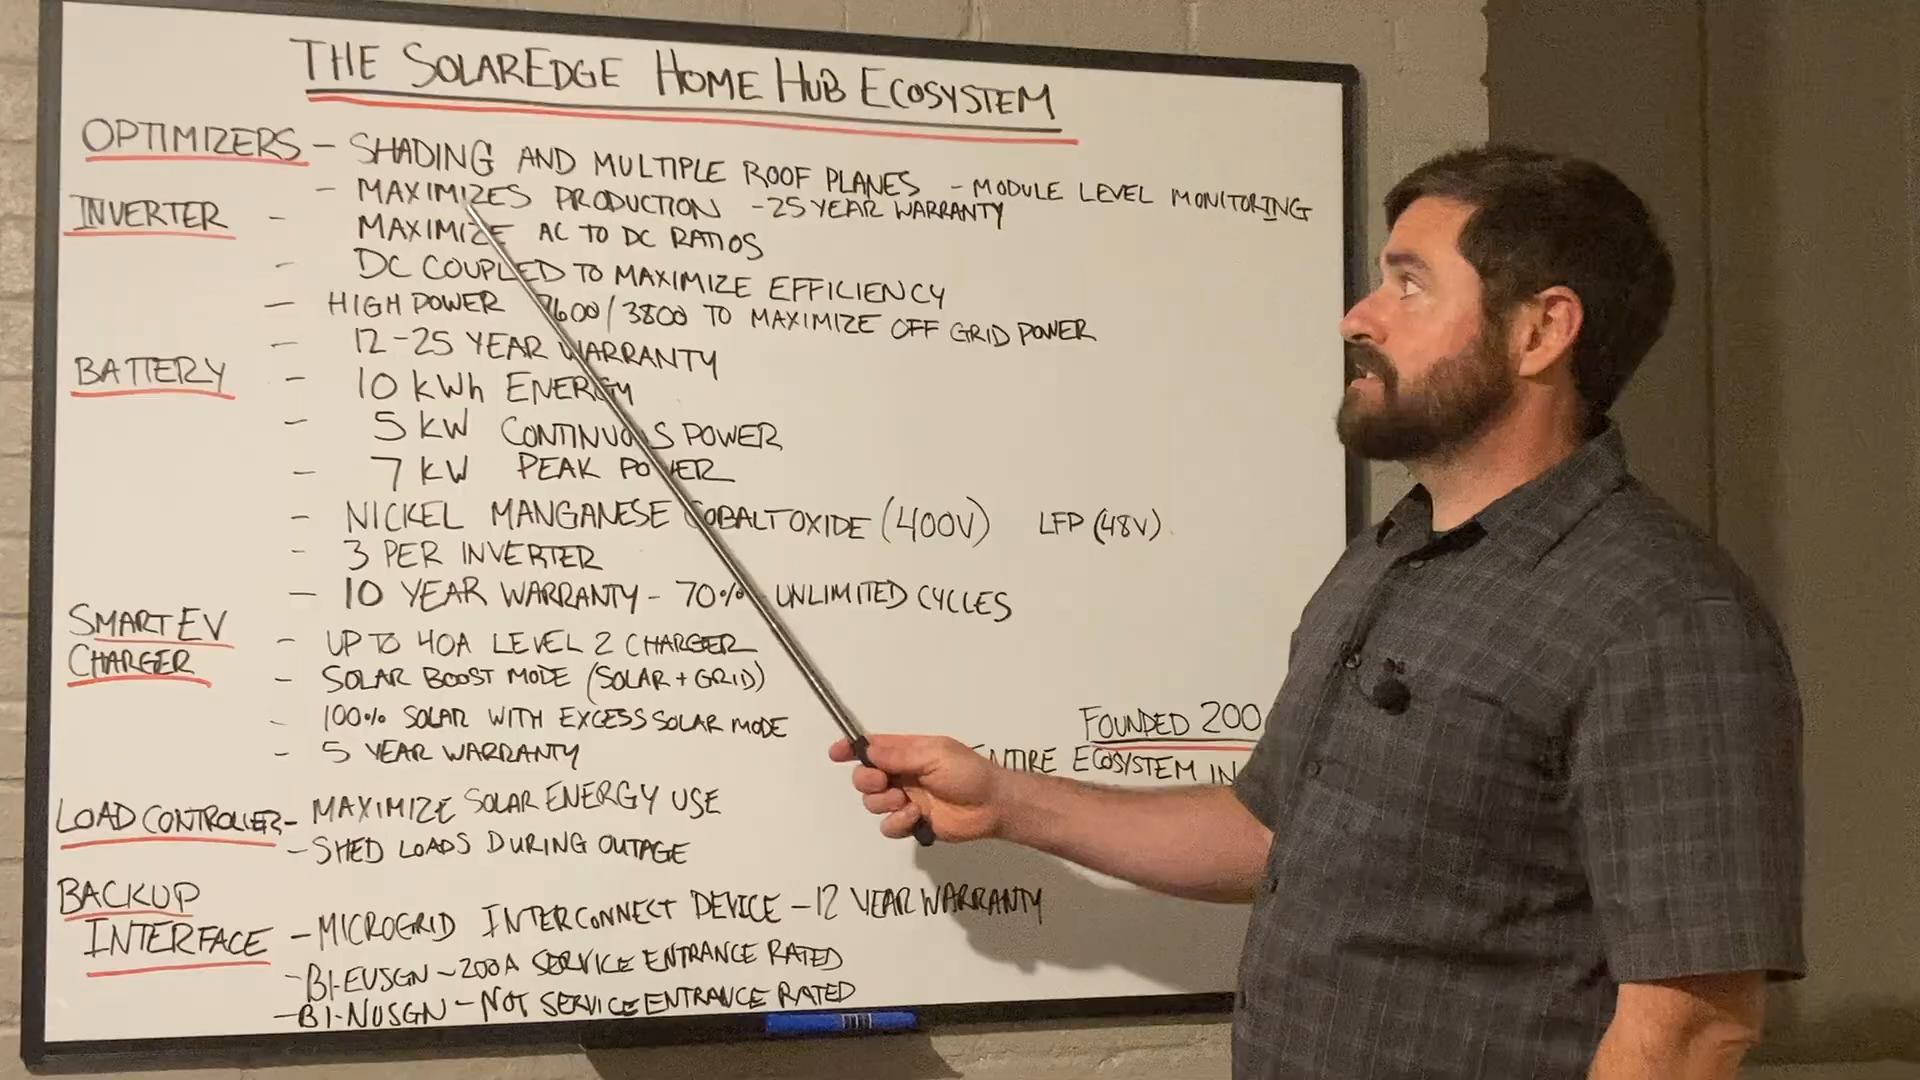 THE SOLAREDGE HOME HUB ECOSYSTEM
OPTIMIZERS - SHADING AND MULTIPLE ROOF PLANES - MODULE LEVEL MONITORING
- MAXIMIZES PRODUCTION - 25 YEAR WARRANTY
INVERTER - MAXIMIZE AC TO DC RATIOS
- DC COUPLED TO MAXIMIZE EFFICIENCY
- HIGH POWER 7600/3800 TO MAXIMIZE OFF GRID POWER
- 12-25 YEAR WARRANTY
BATTERY - 10 kWh ENERGY
- 5 KW CONTINUOUS POWER
- 7 KW PEAK POWER
- NICKEL MANGANESE COBALT OXIDE (400V) LFP (48V)
- 3 PER INVERTER
- 10 YEAR WARRANTY - 70% UNLIMITED CYCLES
SMART EV CHARGER - UP TO 40A LEVEL 2 CHARGER
- SOLAR BOOST MODE (SOLAR + GRID)
- 100% SOLAR WITH EXCESS SOLAR MODE
- 5 YEAR WARRANTY
FOUNDED 200
ENTIRE ECOSYSTEM IN
LOAD CONTROLLER - MAXIMIZE SOLAR ENERGY USE
- SHED LOADS DURING OUTAGE
BACKUP INTERFACE - MICROGRID INTERCONNECT DEVICE - 12 YEAR WARRANTY
- BI-EUSGN - 200A SERVICE ENTRANCE RATED
- BI-NUSGN - NOT SERVICE ENTRANCE RATED